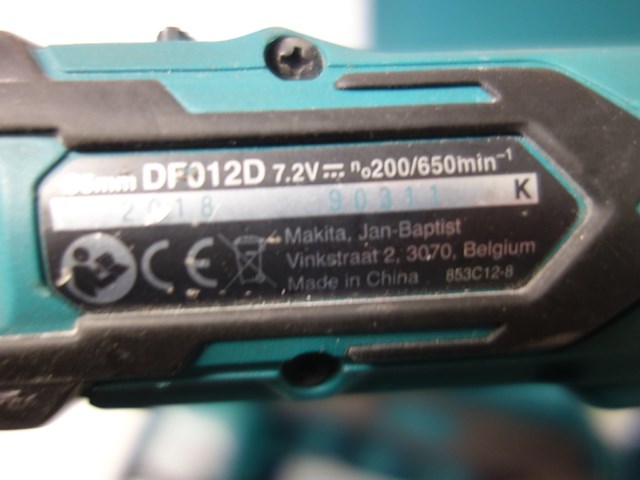 DF012D 7.2V⎓ n₀200/650min⁻¹
2018 90311 K
Makita, Jan-Baptist
Vinkstraat 2, 3070, Belgium
CE Made in China 853C12-8